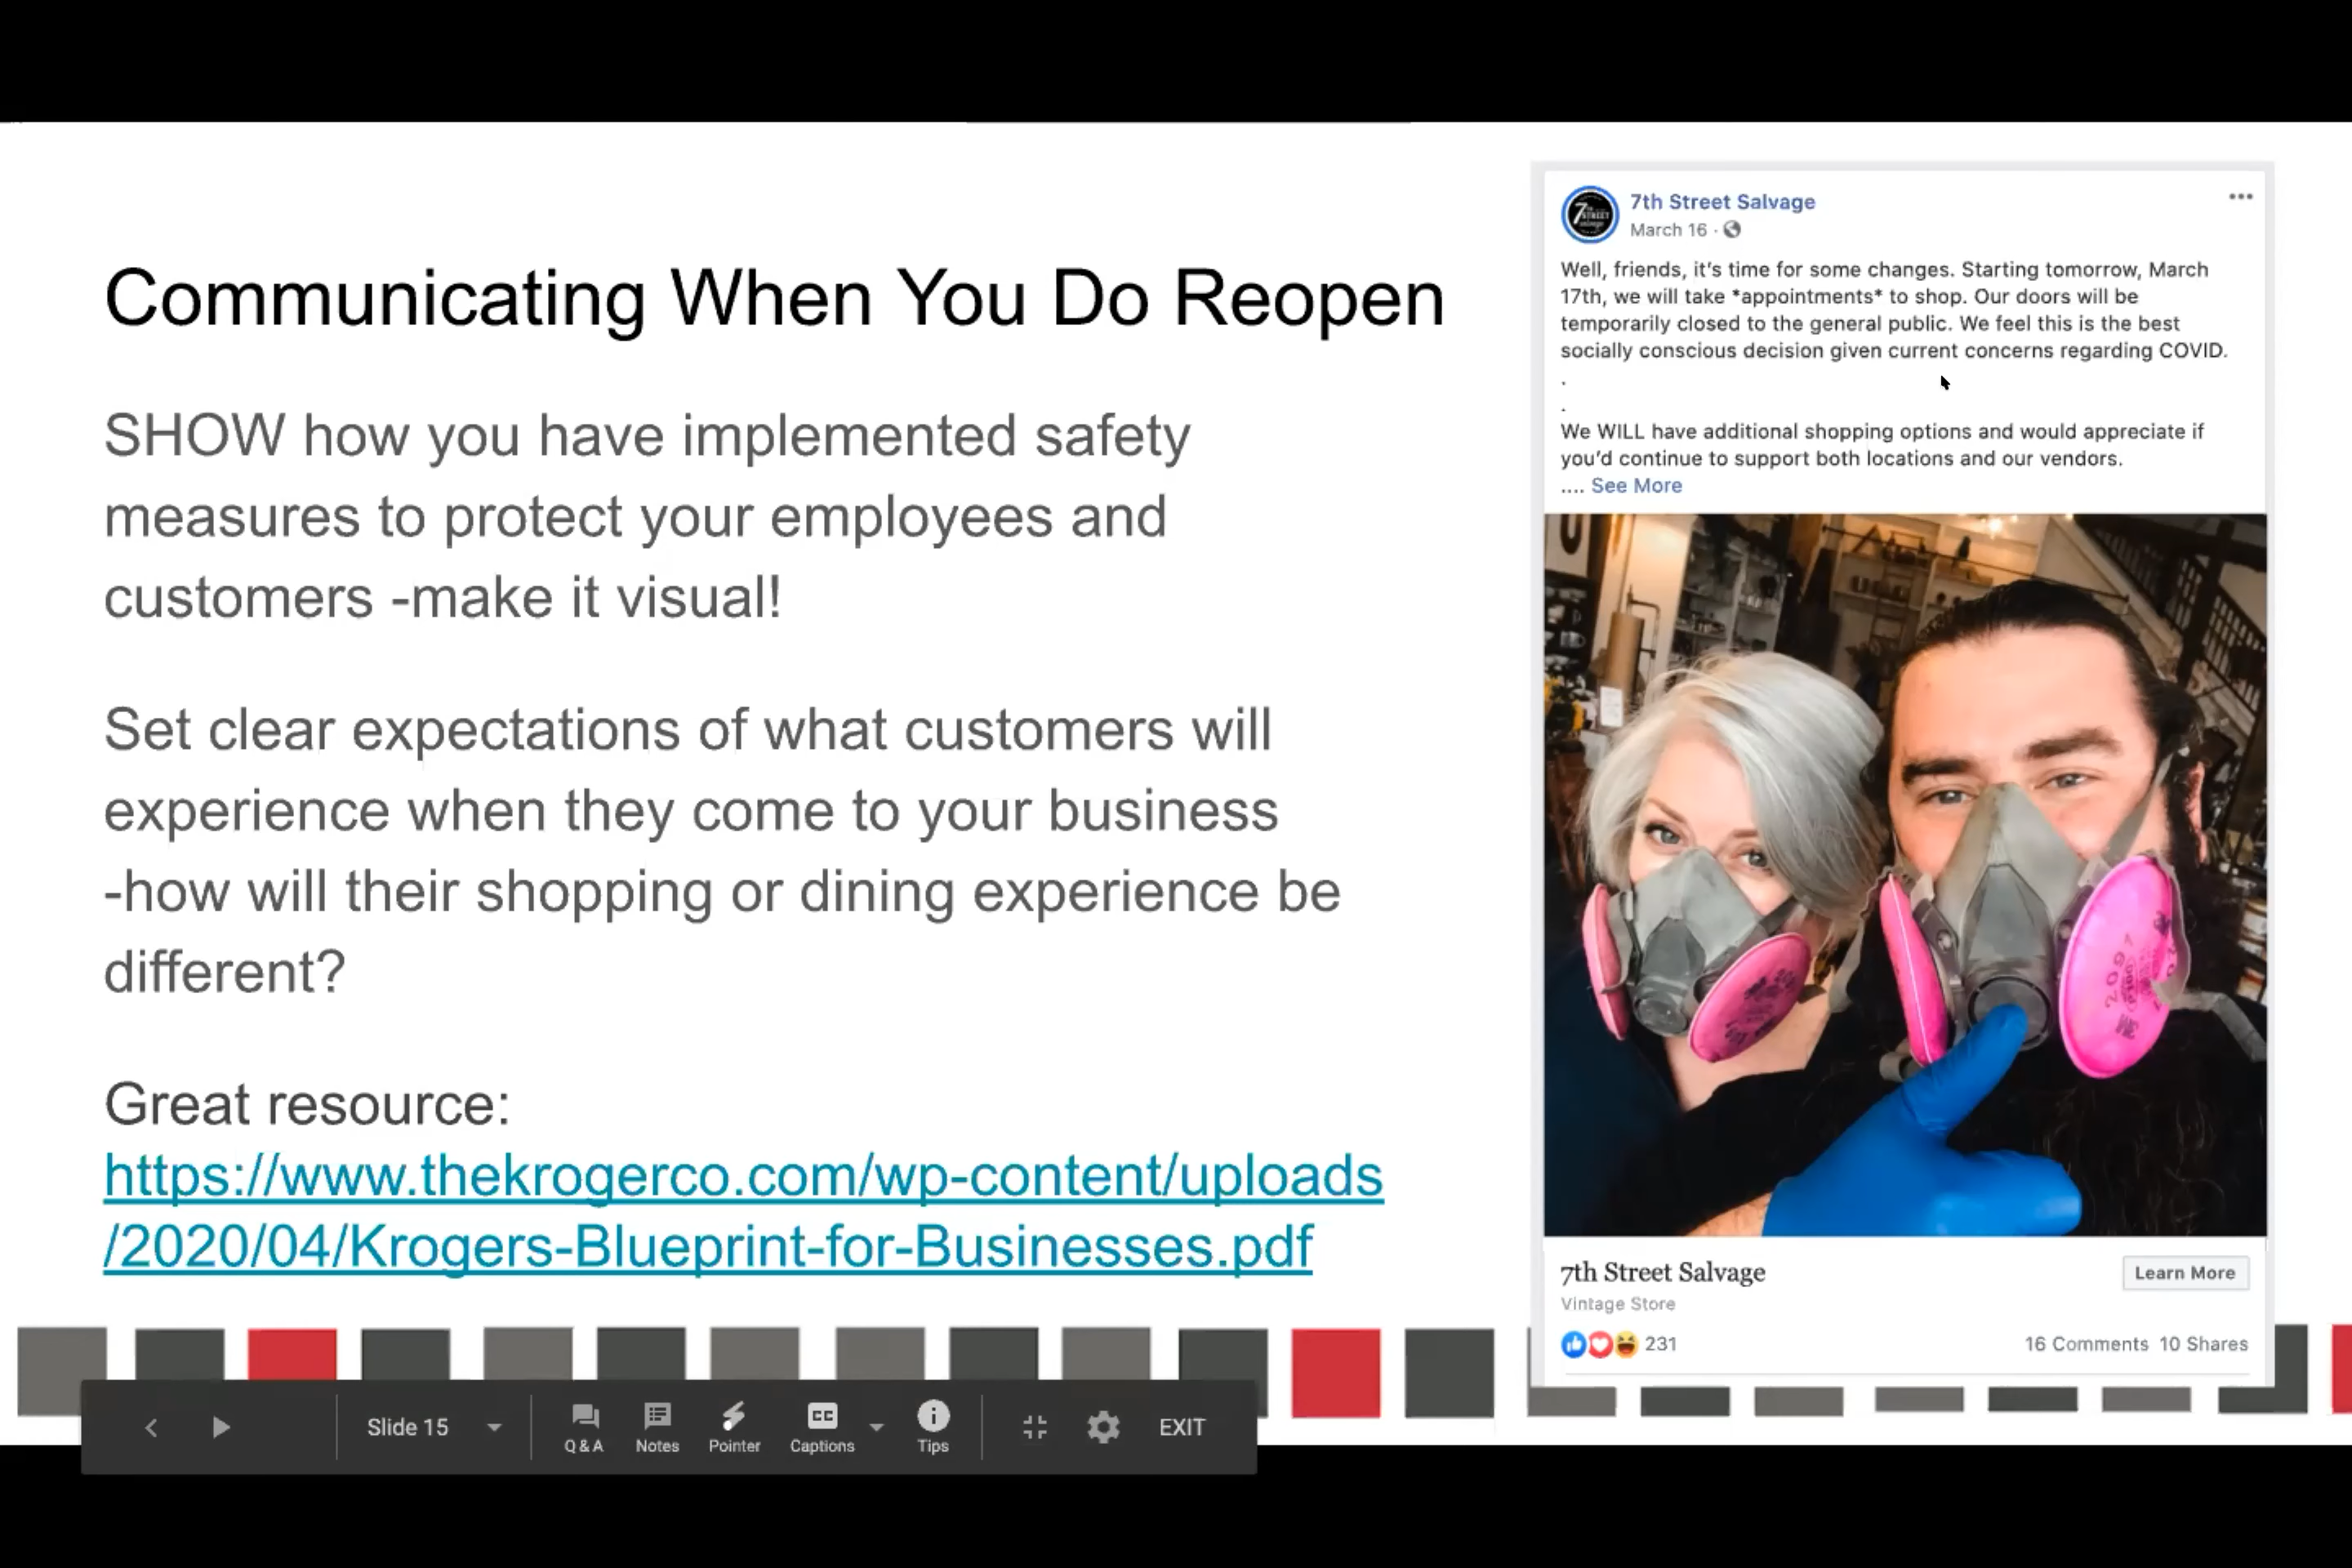 Communicating When You Do Reopen
SHOW how you have implemented safety
measures to protect your employees and
customers -make it visual!
Set clear expectations of what customers will
experience when they come to your business
-how will their shopping or dining experience be
different?
Great resource:
https://www.thekrogerco.com/wp-content/uploads
/2020/04/Krogers-Blueprint-for-Businesses.pdf
7th Street Salvage
March 16 ·
7
STREET
Well, friends, it's time for some changes. Starting tomorrow, March
17th, we will take *appointments* to shop. Our doors will be
temporarily closed to the general public. We feel this is the best
socially conscious decision given current concerns regarding COVID.
.
.
We WILL have additional shopping options and would appreciate if
you'd continue to support both locations and our vendors.
.... See More
2097
3M
7th Street Salvage
Learn More
Vintage Store
231
16 Comments 10 Shares
Slide 15
Q & A
Notes
Pointer
CC
Captions
Tips
EXIT